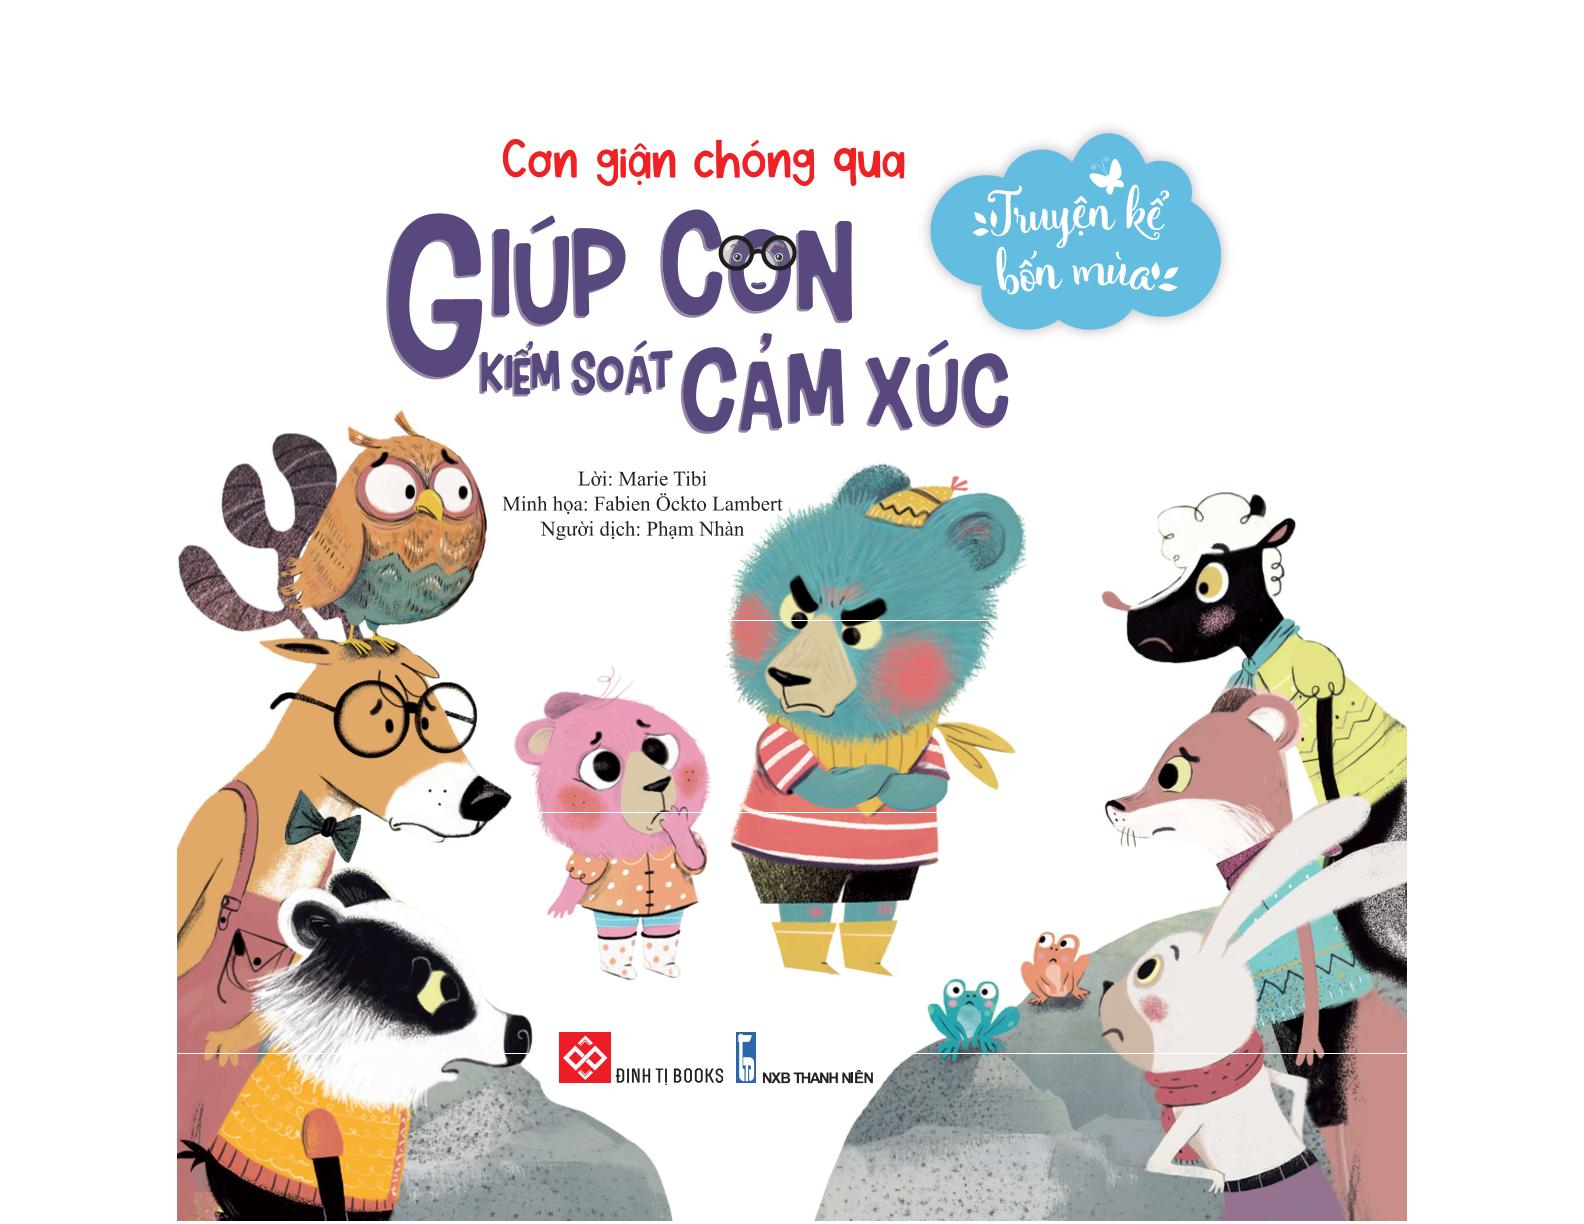 Cơn giận chóng qua
Truyện kể
bốn mùa
GIÚP CON
KIỂM SOÁT CẢM XÚC
Lời: Marie Tibi
Minh họa: Fabien Öckto Lambert
Người dịch: Phạm Nhàn
ĐINH TỊ BOOKS
NXB THANH NIÊN